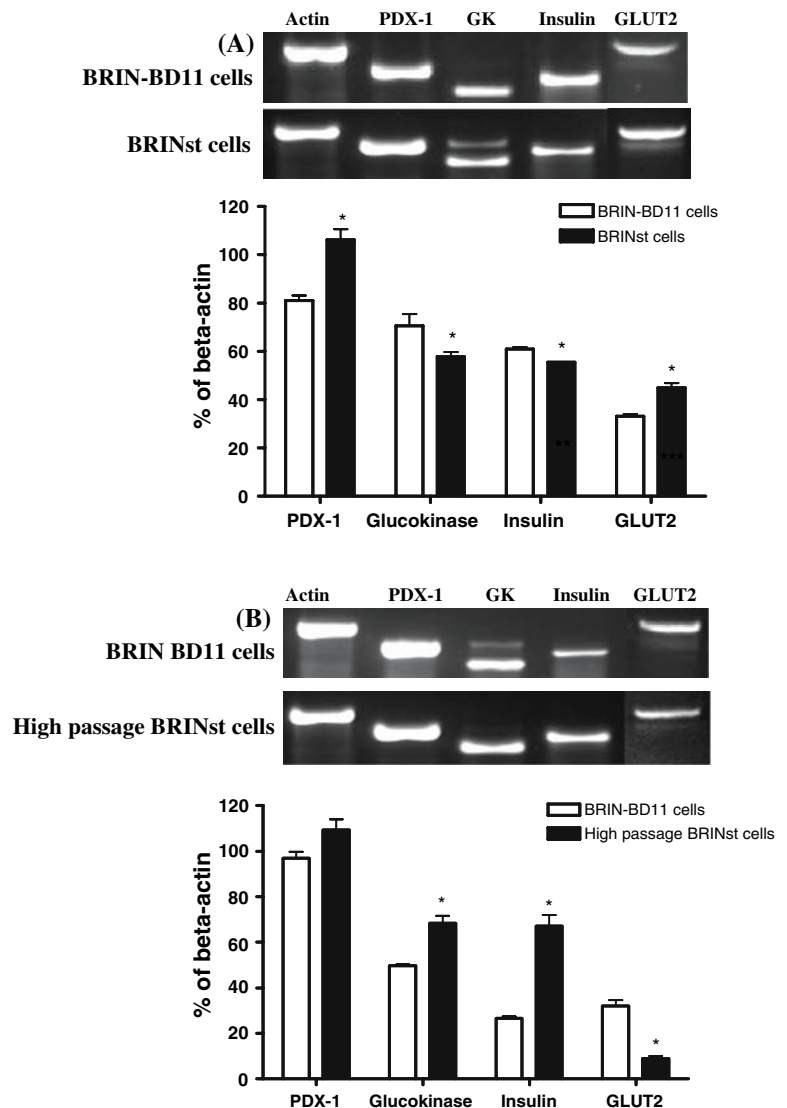 Actin PDX-1 GK Insulin GLUT2
(A)
BRIN-BD11 cells
BRINst cells
120
100
80
60
40
20
0
% of beta-actin
BRIN-BD11 cells
BRINst cells
*
*
*
*
**
***
PDX-1 Glucokinase Insulin GLUT2
Actin PDX-1 GK Insulin GLUT2
(B)
BRIN BD11 cells
High passage BRINst cells
120
100
80
60
40
20
0
% of beta-actin
BRIN-BD11 cells
High passage BRINst cells
*
*
*
PDX-1 Glucokinase Insulin GLUT2